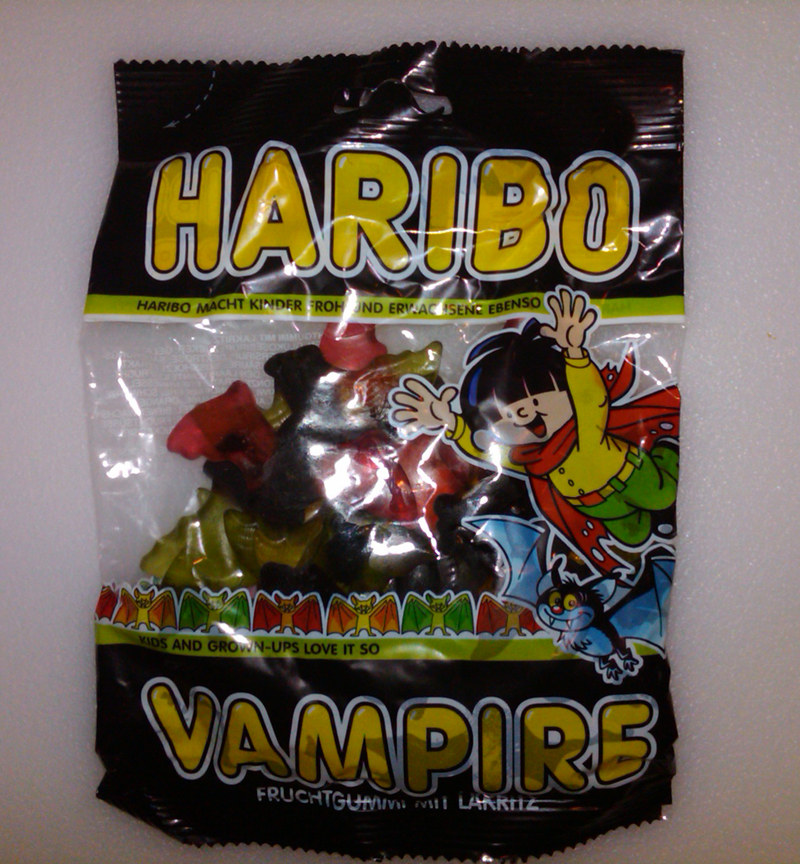 HARIBO
HARIBO MACHT KINDER FROH UND ERWACHSENE EBENSO
KIDS AND GROWN-UPS LOVE IT SO
VAMPIRE
FRUCHTGUMMI MIT LAKRITZ